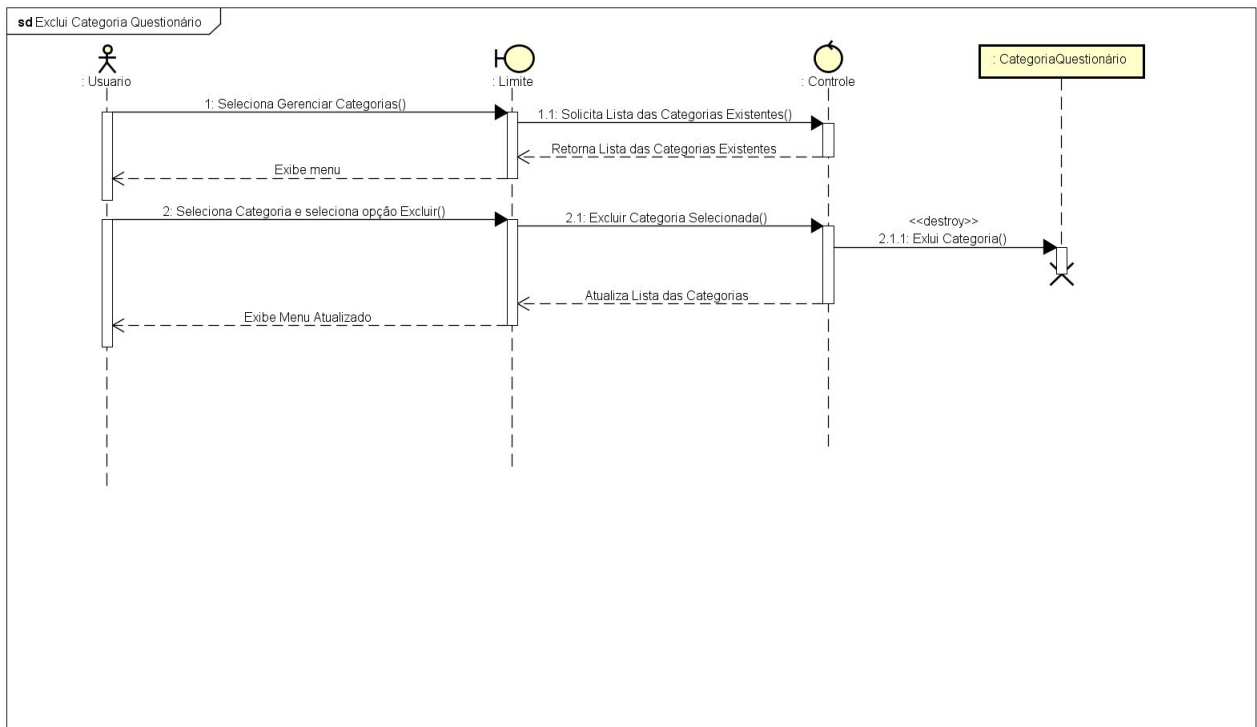 sd Exclui Categoria Questionário
: Usuario
: Limite
: Controle
: CategoriaQuestionário
1: Seleciona Gerenciar Categorias()
1.1: Solicita Lista das Categorias Existentes()
Retorna Lista das Categorias Existentes
Exibe menu
2: Seleciona Categoria e seleciona opção Excluir()
2.1: Excluir Categoria Selecionada()
<<destroy>>
2.1.1: Exlui Categoria()
Atualiza Lista das Categorias
Exibe Menu Atualizado